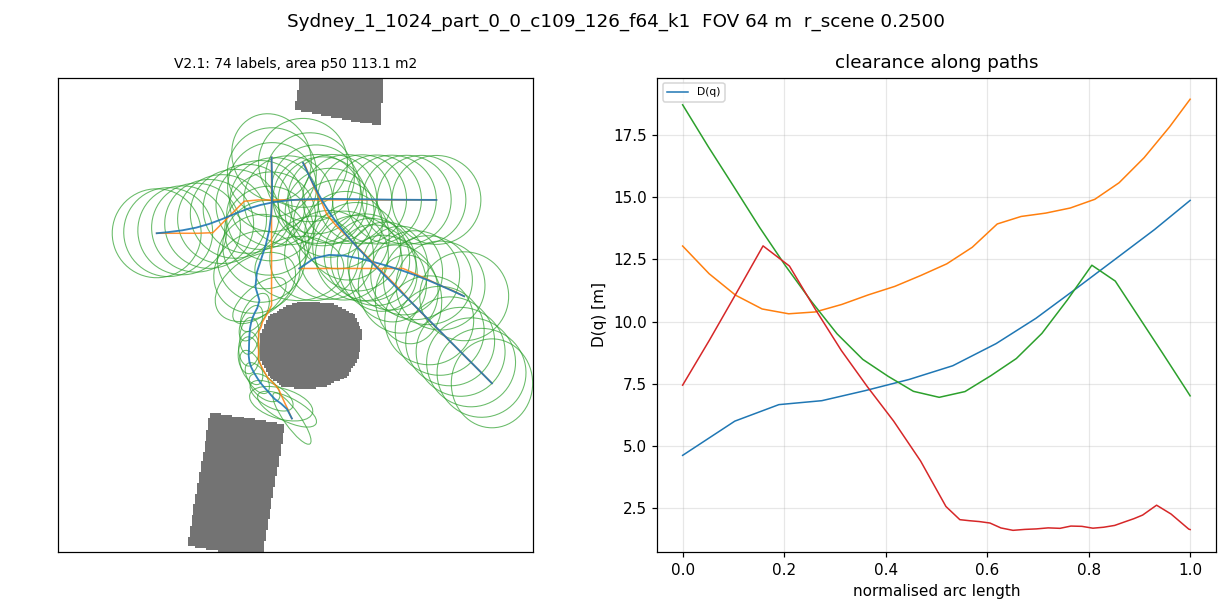 Sydney_1_1024_part_0_0_c109_126_f64_k1 FOV 64 m r_scene 0.2500
V2.1: 74 labels, area p50 113.1 m2
clearance along paths
D(q)
17.5
15.0
12.5
10.0
7.5
5.0
2.5
D(q) [m]
0.0 0.2 0.4 0.6 0.8 1.0
normalised arc length